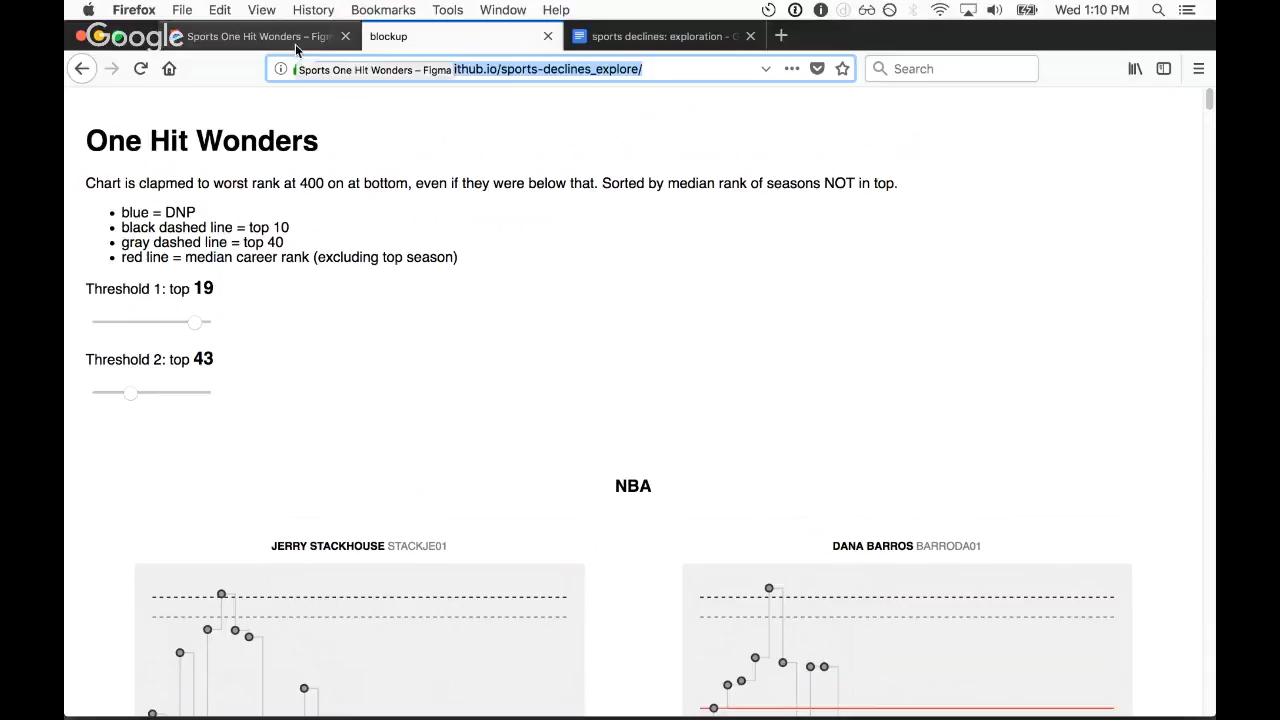 Firefox File Edit View History Bookmarks Tools Window Help Wed 1:10 PM
Google
Sports One Hit Wonders – Figm
blockup
sports declines: exploration - G
Sports One Hit Wonders – Figma
ithub.io/sports-declines_explore/
Search
One Hit Wonders
Chart is clapmed to worst rank at 400 on at bottom, even if they were below that. Sorted by median rank of seasons NOT in top.
• blue = DNP
• black dashed line = top 10
• gray dashed line = top 40
• red line = median career rank (excluding top season)
Threshold 1: top 19
Threshold 2: top 43
NBA
JERRY STACKHOUSE STACKJE01
DANA BARROS BARRODA01